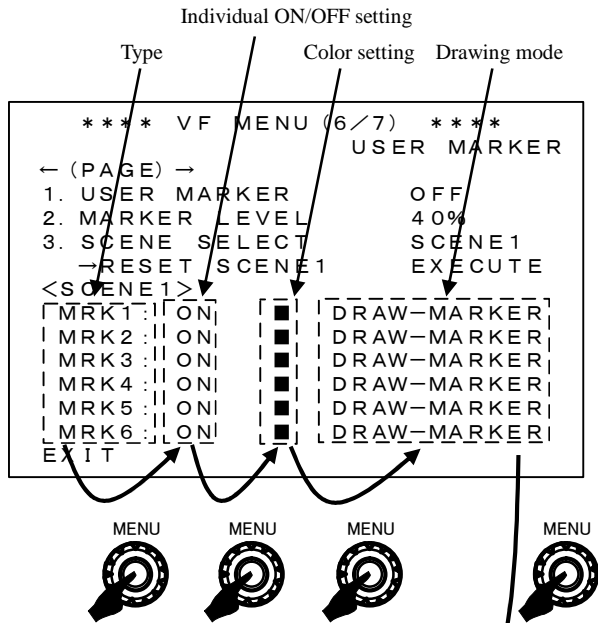 Individual ON/OFF setting
Type Color setting Drawing mode
**** VF MENU (6/7) ****
USER MARKER
← (PAGE) →
1. USER MARKER OFF
2. MARKER LEVEL 40%
3. SCENE SELECT SCENE1
→RESET SCENE1 EXECUTE
<SCENE1>
MRK1: ON ■ DRAW-MARKER
MRK2: ON ■ DRAW-MARKER
MRK3: ON ■ DRAW-MARKER
MRK4: ON ■ DRAW-MARKER
MRK5: ON ■ DRAW-MARKER
MRK6: ON ■ DRAW-MARKER
EXIT
MENU MENU MENU MENU